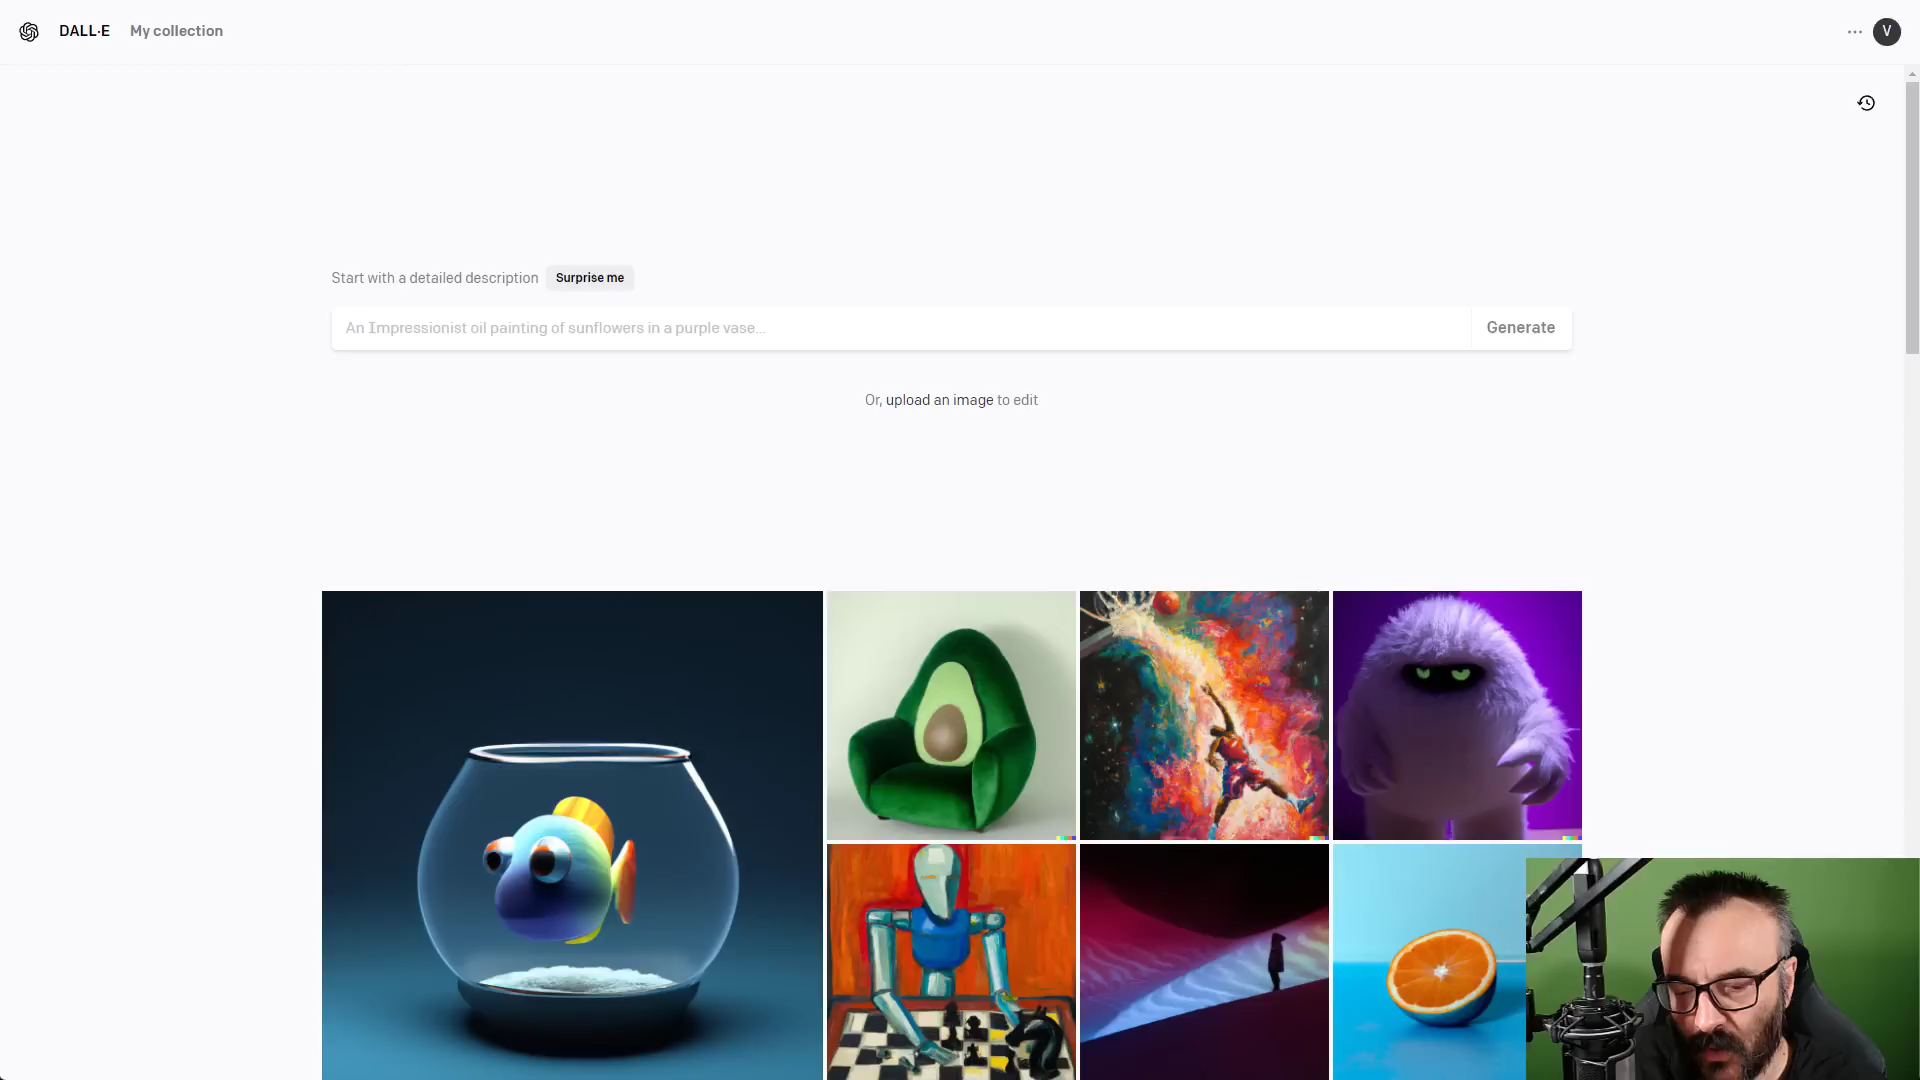 DALL·E My collection
V
Start with a detailed description Surprise me
An Impressionist oil painting of sunflowers in a purple vase...
Generate
Or, upload an image to edit